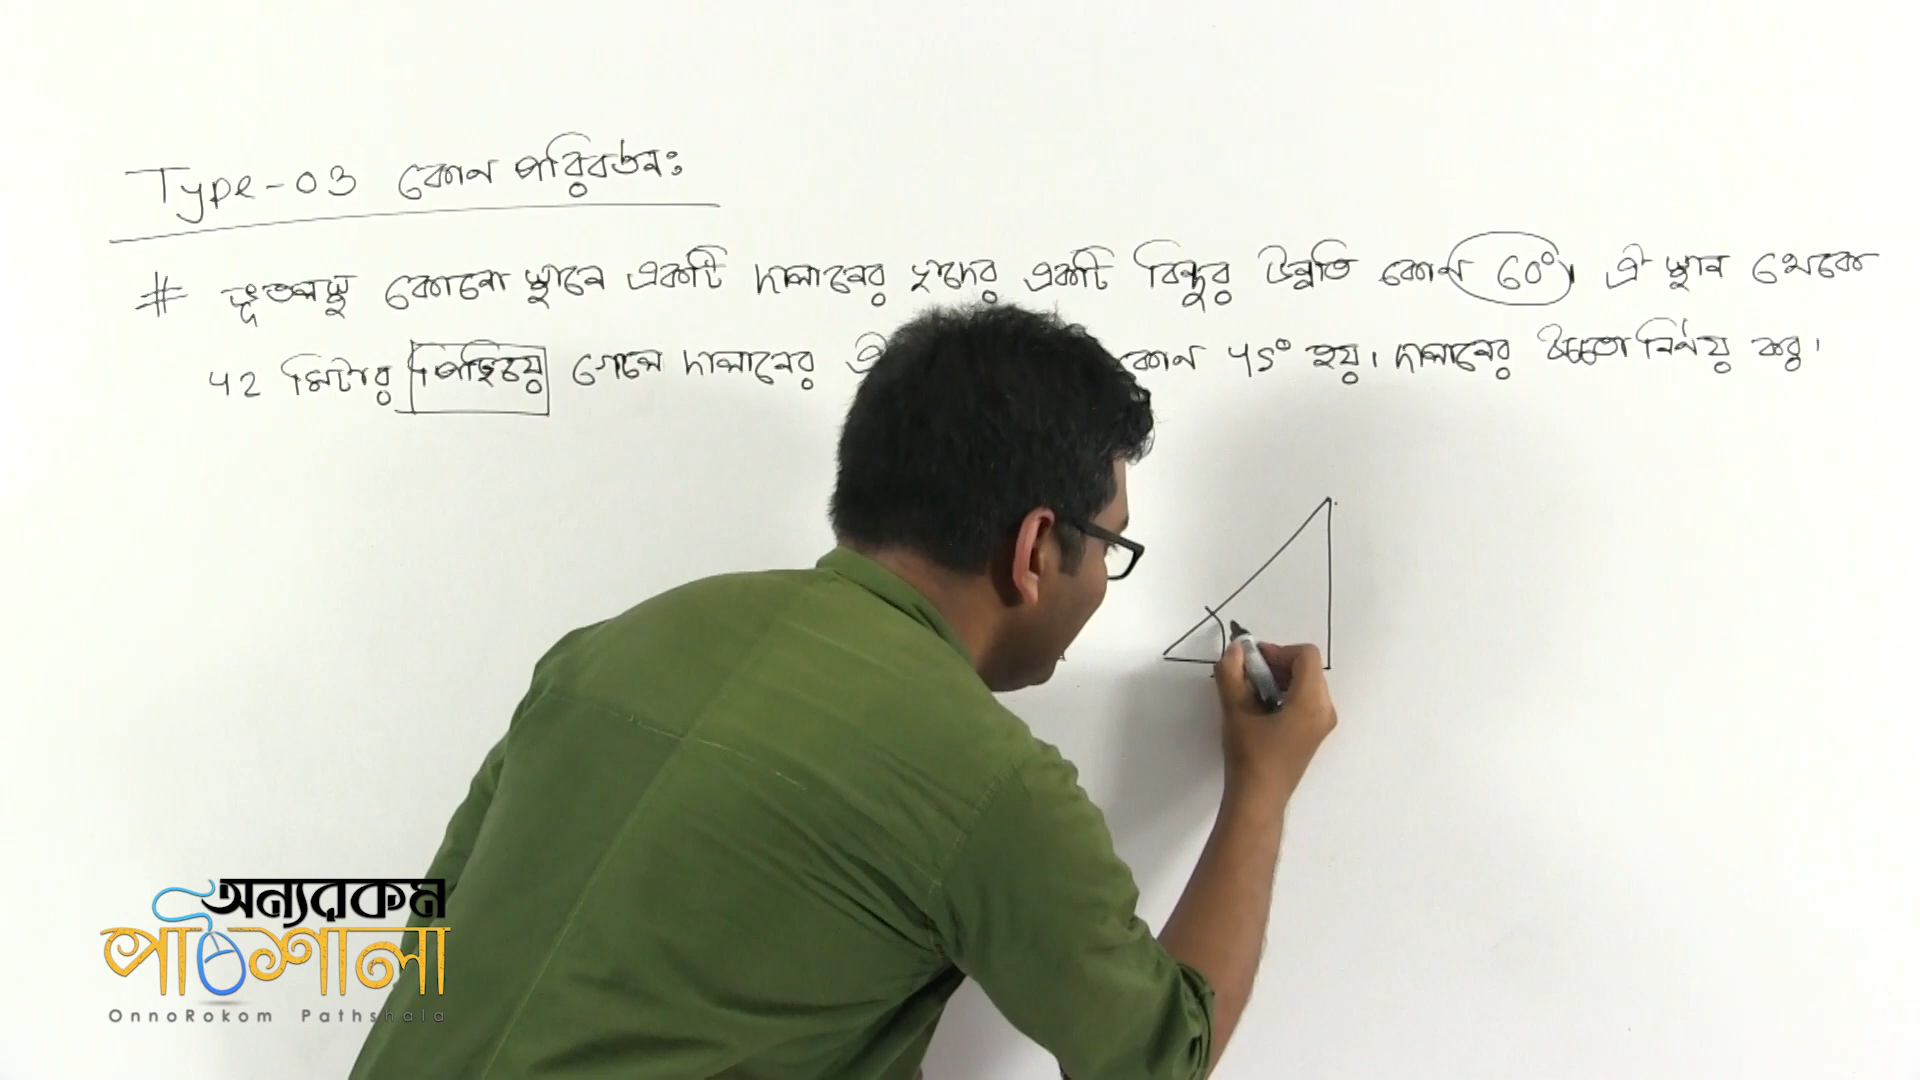 Type-03 কোন পরিবর্তনঃ
# ভূতলস্থ কোনো স্থানে একটি দালানের ছাদের একটি বিন্দুর উন্নতি কোণ 60°। ঐ স্থান থেকে
42 মিটার পিছিয়ে গেলে দালানের ঐ কোণ 45° হয়। দালানের উচ্চতা নির্ণয় কর।
অন্যরকম
পাঠশালা
OnnoRokom Pathshala